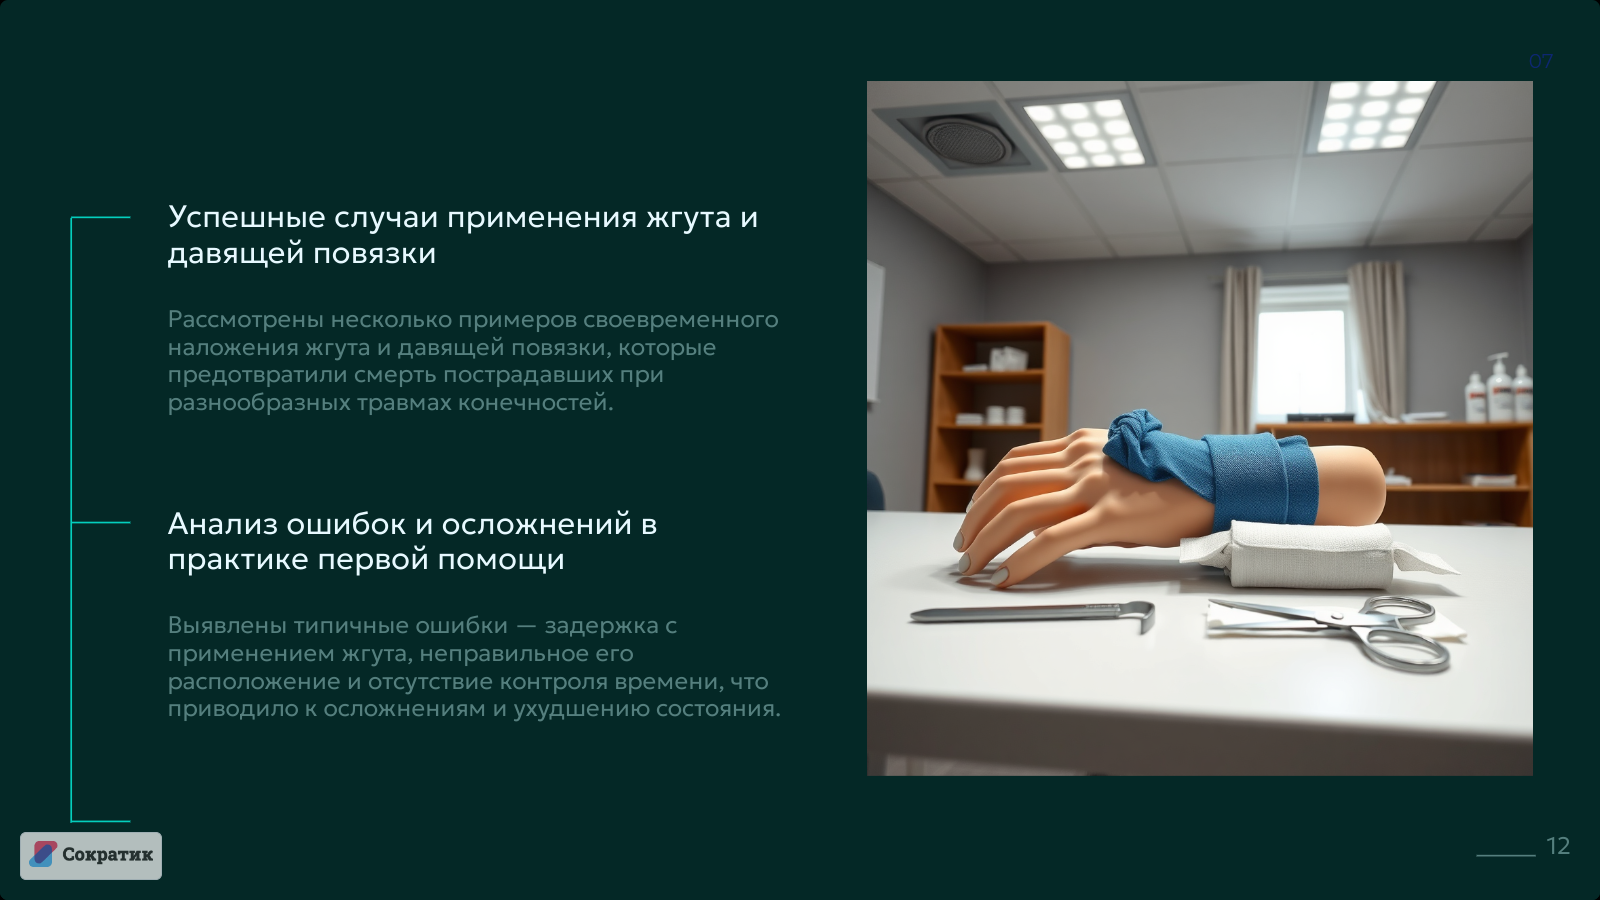 07
Успешные случаи применения жгута и
давящей повязки
Рассмотрены несколько примеров своевременного
наложения жгута и давящей повязки, которые
предотвратили смерть пострадавших при
разнообразных травмах конечностей.
Анализ ошибок и осложнений в
практике первой помощи
Выявлены типичные ошибки — задержка с
применением жгута, неправильное его
расположение и отсутствие контроля времени, что
приводило к осложнениям и ухудшению состояния.
Сократик
12